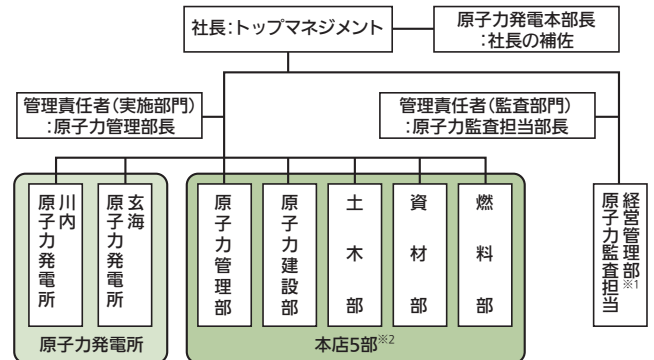 社長：トップマネジメント
原子力発電本部長
：社長の補佐
管理責任者（実施部門）
：原子力管理部長
管理責任者（監査部門）
：原子力監査担当部長
川内
原子力発電所
玄海
原子力発電所
原子力管理部
原子力建設部
土木部
資材部
燃料部
経営管理部※1
原子力監査担当
原子力発電所
本店5部※2